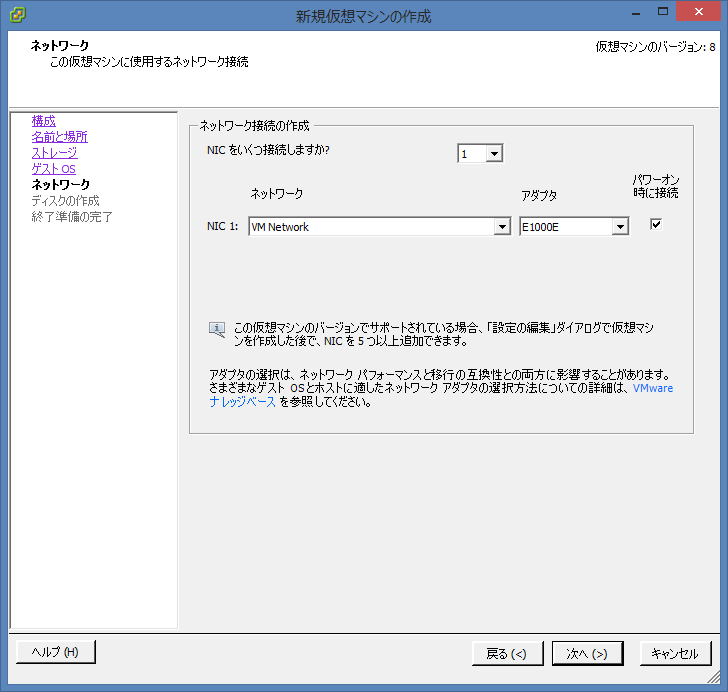 新規仮想マシンの作成
ネットワーク
この仮想マシンに使用するネットワーク接続
仮想マシンのバージョン: 8
構成
名前と場所
ストレージ
ゲスト OS
ネットワーク
ディスクの作成
終了準備の完了
ネットワーク接続の作成
NIC をいくつ接続しますか?
1
ネットワーク
アダプタ
パワーオン
時に接続
NIC 1:
VM Network
E1000E
この仮想マシンのバージョンでサポートされている場合、「設定の編集」ダイアログで仮想マシ
ンを作成した後で、NIC を 5 つ以上追加できます。
アダプタの選択は、ネットワーク パフォーマンスと移行の互換性との両方に影響することがあります。
さまざまなゲスト OSとホストに適したネットワーク アダプタの選択方法についての詳細は、VMware
ナレッジベース を参照してください。
ヘルプ (H)
戻る (<)
次へ (>)
キャンセル